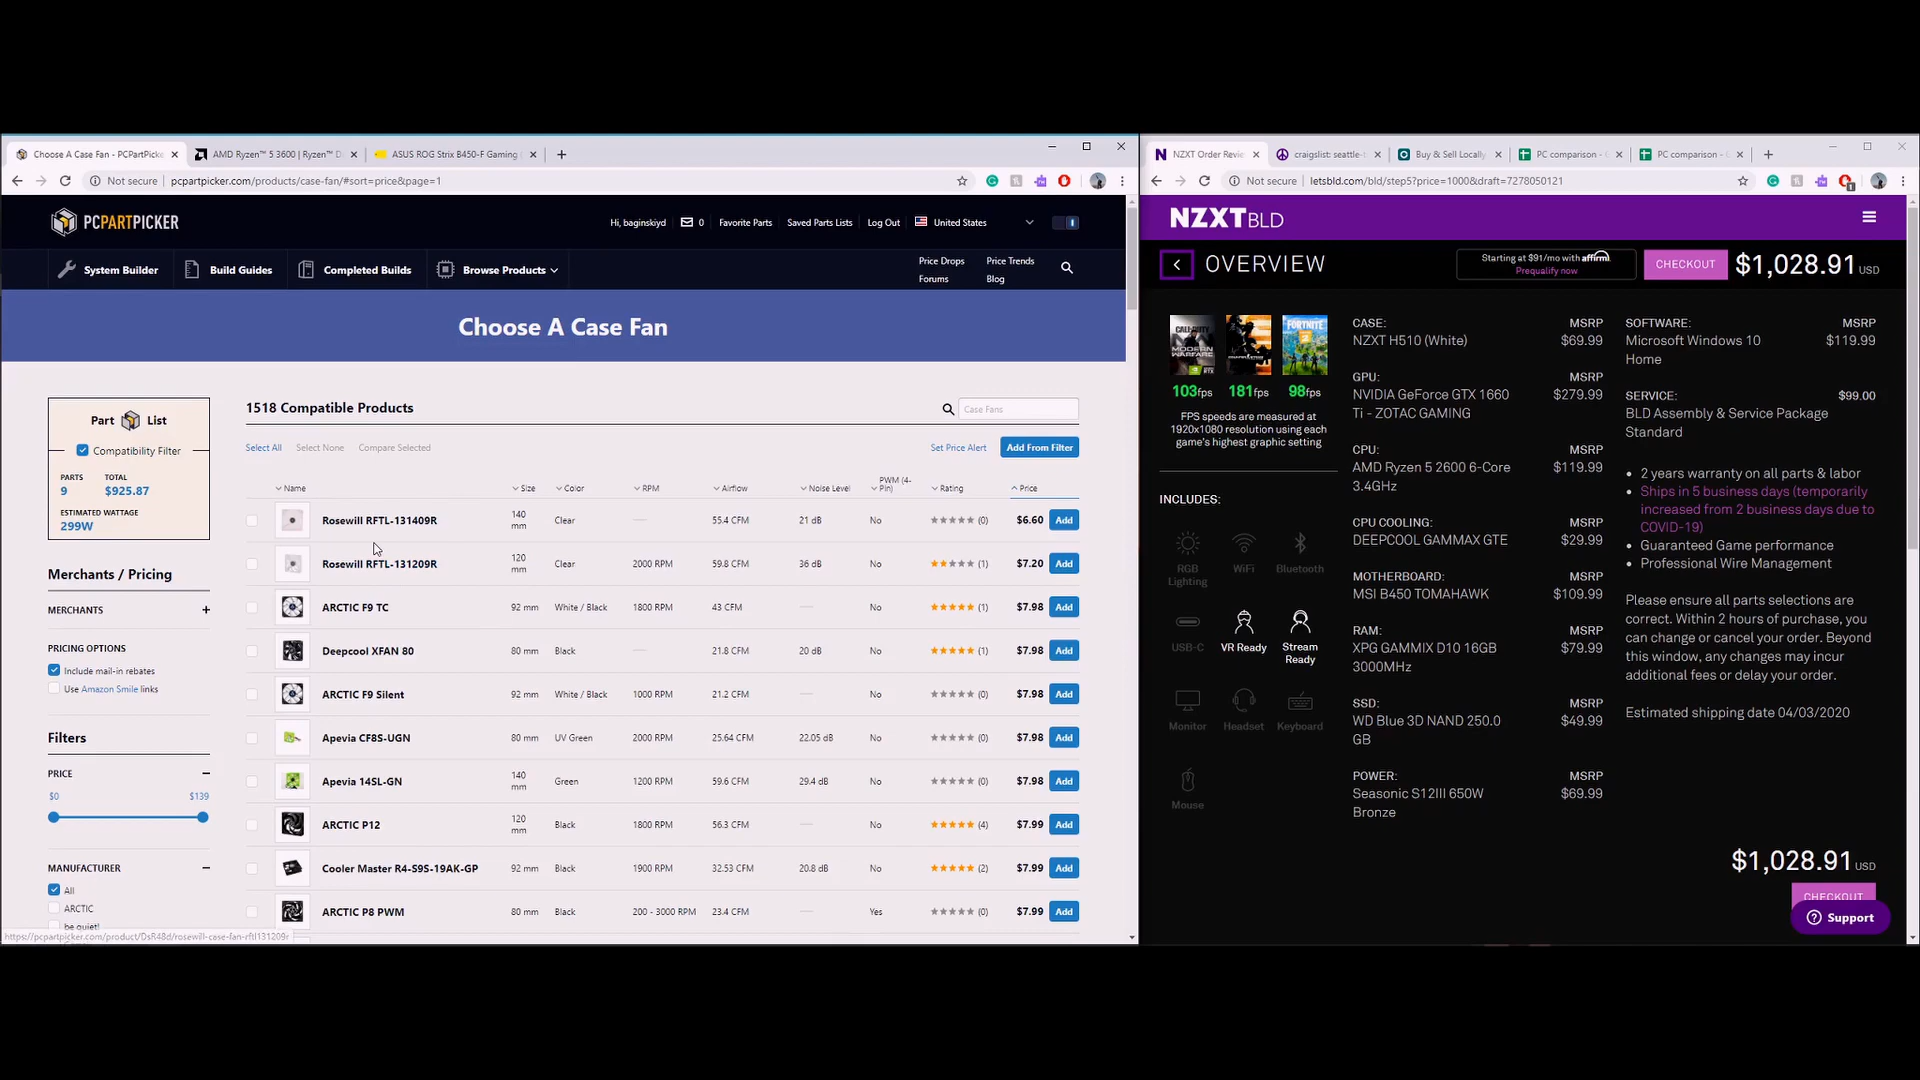 Choose A Case Fan - PCPartPicke
AMD Ryzen™ 5 3600 | Ryzen™ D
ASUS ROG Strix B450-F Gaming
Not secure | pcpartpicker.com/products/case-fan/#sort=price&page=1
PCPARTPICKER
Hi, baginskiyd
0
Favorite Parts
Saved Parts Lists
Log Out
United States
System Builder
Build Guides
Completed Builds
Browse Products
Price Drops
Price Trends
Forums
Blog
Choose A Case Fan
Part List
Compatibility Filter
PARTS TOTAL
9 $925.87
ESTIMATED WATTAGE
299W
Merchants / Pricing
MERCHANTS +
PRICING OPTIONS
Include mail-in rebates
Use Amazon Smile links
Filters
PRICE
$0 $139
MANUFACTURER
All
ARCTIC
be quiet!
1518 Compatible Products
Case Fans
Select All Select None Compare Selected
Set Price Alert Add From Filter
Name Size Color RPM Airflow Noise Level PWM (4-Pin) Rating Price
Rosewill RFTL-131409R 140 mm Clear 55.4 CFM 21 dB No (0) $6.60 Add
Rosewill RFTL-131209R 120 mm Clear 2000 RPM 59.8 CFM 36 dB No (1) $7.20 Add
ARCTIC F9 TC 92 mm White / Black 1800 RPM 43 CFM No (1) $7.98 Add
Deepcool XFAN 80 80 mm Black 21.8 CFM 20 dB No (1) $7.98 Add
ARCTIC F9 Silent 92 mm White / Black 1000 RPM 21.2 CFM No (0) $7.98 Add
Apevia CF8S-UGN 80 mm UV Green 2000 RPM 25.64 CFM 22.05 dB No (0) $7.98 Add
Apevia 14SL-GN 140 mm Green 1200 RPM 59.6 CFM 29.4 dB No (0) $7.98 Add
ARCTIC P12 120 mm Black 1800 RPM 56.3 CFM No (4) $7.99 Add
Cooler Master R4-S9S-19AK-GP 92 mm Black 1900 RPM 32.53 CFM 20.8 dB No (2) $7.99 Add
ARCTIC P8 PWM 80 mm Black 200 - 3000 RPM 23.4 CFM Yes (0) $7.99 Add
https://pcpartpicker.com/product/DsR48d/rosewill-case-fan-rftl131209r
NZXT Order Revie
craigslist: seattle-t
Buy & Sell Locally
PC comparison -
PC comparison -
Not secure | letsbld.com/bld/step5?price=1000&draft=7278050121
NZXT BLD
OVERVIEW
Starting at $91/mo with affirm
Prequalify now
CHECKOUT
$1,028.91 USD
CALL OF DUTY
MODERN WARFARE
FORTNITE
103fps 181fps 98fps
FPS speeds are measured at
1920x1080 resolution using each
game's highest graphic setting
INCLUDES:
RGB Lighting
WiFi
Bluetooth
USB-C
VR Ready
Stream Ready
Monitor
Headset
Keyboard
Mouse
CASE: MSRP
NZXT H510 (White) $69.99
GPU: MSRP
NVIDIA GeForce GTX 1660 $279.99
Ti - ZOTAC GAMING
CPU: MSRP
AMD Ryzen 5 2600 6-Core $119.99
3.4GHz
CPU COOLING: MSRP
DEEPCOOL GAMMAX GTE $29.99
MOTHERBOARD: MSRP
MSI B450 TOMAHAWK $109.99
RAM: MSRP
XPG GAMMIX D10 16GB $79.99
3000MHz
SSD: MSRP
WD Blue 3D NAND 250.0 $49.99
GB
POWER: MSRP
Seasonic S12III 650W $69.99
Bronze
SOFTWARE: MSRP
Microsoft Windows 10 $119.99
Home
SERVICE: $99.00
BLD Assembly & Service Package
Standard
2 years warranty on all parts & labor
Ships in 5 business days (temporarily
increased from 2 business days due to
COVID-19)
Guaranteed Game performance
Professional Wire Management
Please ensure all parts selections are
correct. Within 2 hours of purchase, you
can change or cancel your order. Beyond
this window, any changes may incur
additional fees or delay your order.
Estimated shipping date 04/03/2020
$1,028.91 USD
CHECKOUT
Support